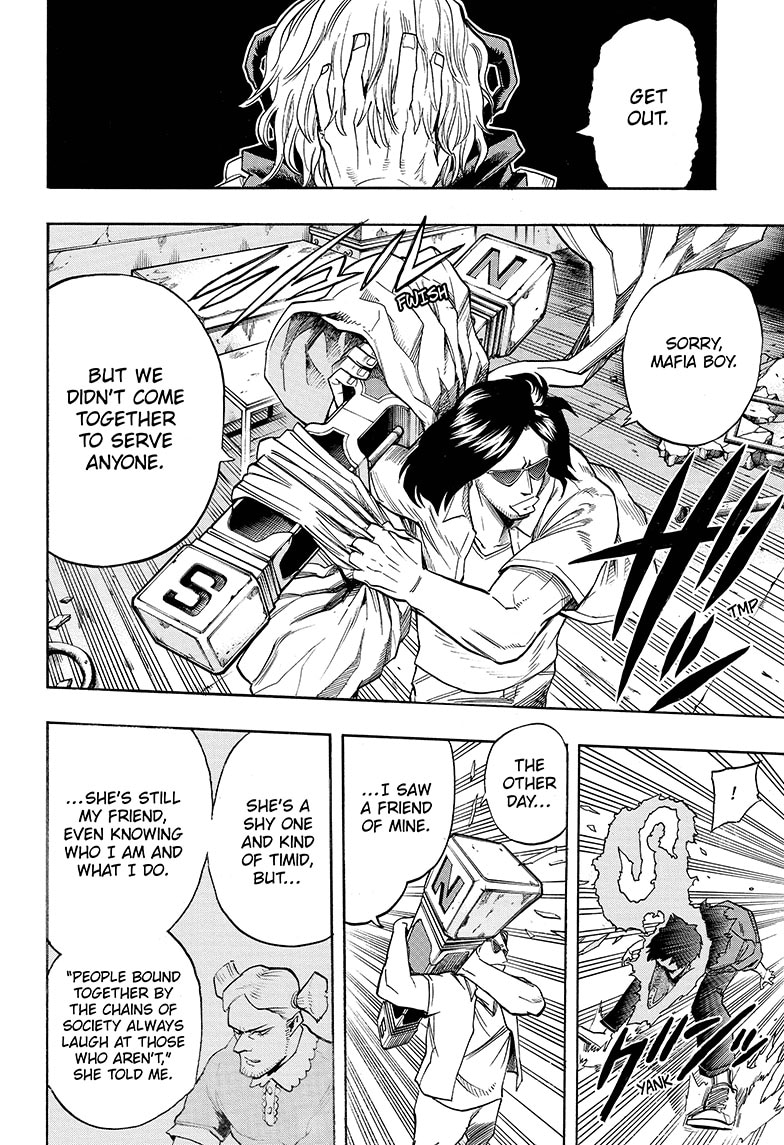 GET
OUT.
SORRY,
MAFIA BOY.
N
FWISH
BUT WE
DIDN'T COME
TOGETHER
TO SERVE
ANYONE.
S
TMP
!
S
YANK
THE
OTHER
DAY...
...I SAW
A FRIEND
OF MINE.
N
SHE'S A
SHY ONE
AND KIND
OF TIMID,
BUT...
...SHE'S STILL
MY FRIEND,
EVEN KNOWING
WHO I AM AND
WHAT I DO.
"PEOPLE BOUND
TOGETHER BY
THE CHAINS OF
SOCIETY ALWAYS
LAUGH AT THOSE
WHO AREN'T,"
SHE TOLD ME.